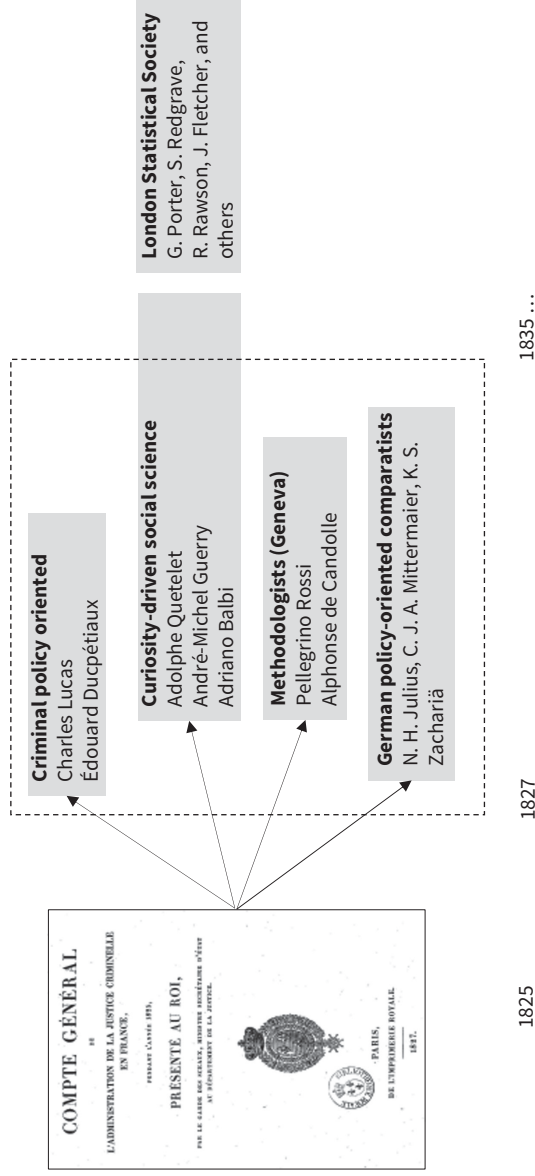 COMPTE GÉNÉRAL
DE
L'ADMINISTRATION DE LA JUSTICE CRIMINELLE
EN FRANCE,
PENDANT L'ANNÉE 1825,
PRÉSENTÉ AU ROI,
PAR LE GARDE DES SCEAUX, MINISTRE SECRÉTAIRE D'ÉTAT
AU DÉPARTEMENT DE LA JUSTICE.
PARIS,
DE L'IMPRIMERIE ROYALE.
1827.
Criminal policy oriented
Charles Lucas
Édouard Ducpétiaux
Curiosity-driven social science
Adolphe Quetelet
André-Michel Guerry
Adriano Balbi
Methodologists (Geneva)
Pellegrino Rossi
Alphonse de Candolle
German policy-oriented comparatists
N. H. Julius, C. J. A. Mittermaier, K. S.
Zachariä
London Statistical Society
G. Porter, S. Redgrave,
R. Rawson, J. Fletcher, and
others
1825
1827
1835 …